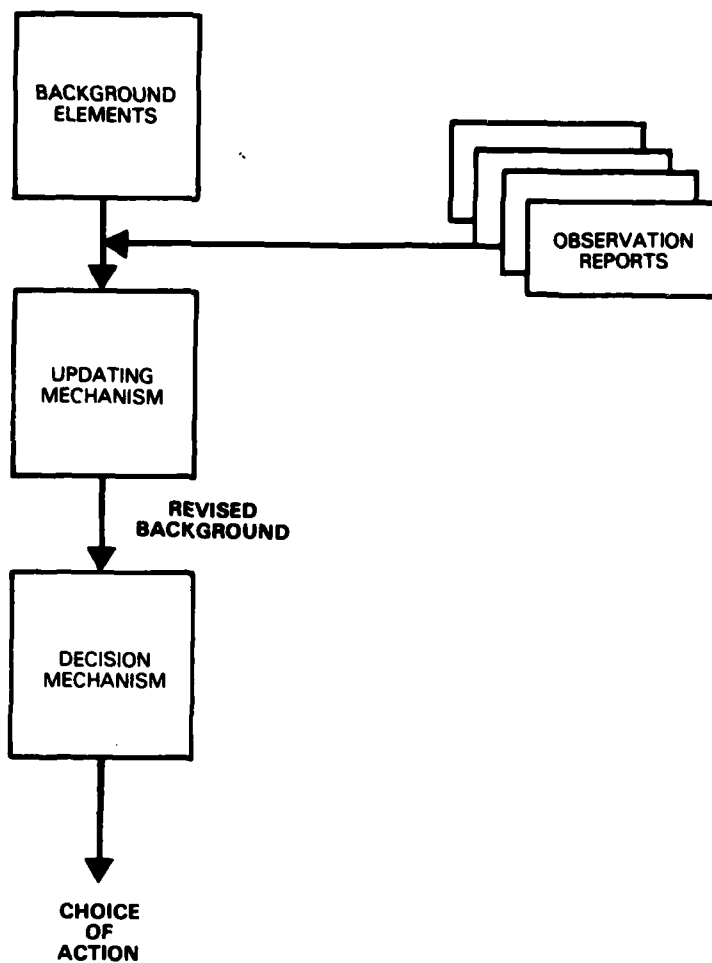 BACKGROUND
ELEMENTS
OBSERVATION
REPORTS
UPDATING
MECHANISM
REVISED
BACKGROUND
DECISION
MECHANISM
CHOICE
OF
ACTION